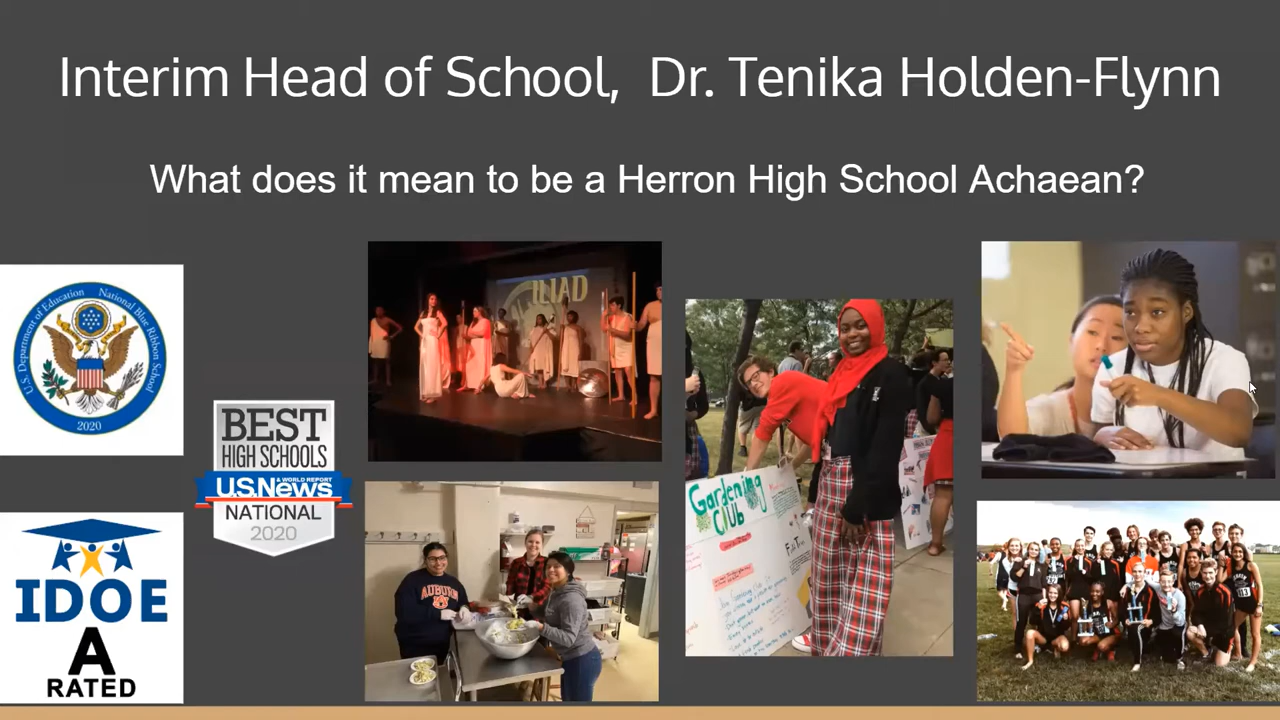 Interim Head of School, Dr. Tenika Holden-Flynn
What does it mean to be a Herron High School Achaean?
U.S. Department of Education National Blue Ribbon School
2020
BEST
HIGH SCHOOLS
U.S.News
& WORLD REPORT
NATIONAL
2020
IDOE
A
RATED
ILIAD
AUBURN
Gardening
CLUB